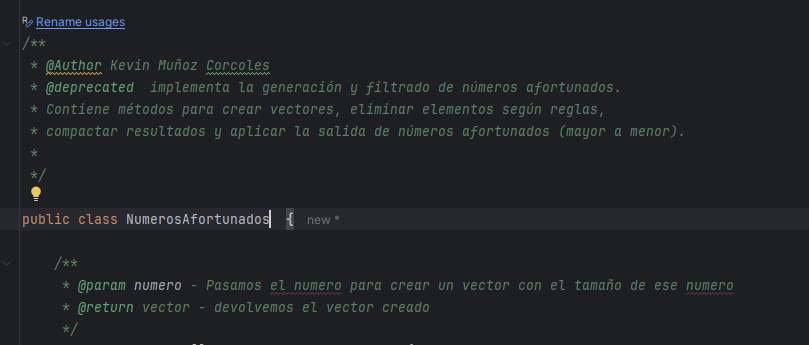 Rename usages
/**
* @Author Kevin Muñoz Corcoles
* @deprecated  implementa la generación y filtrado de números afortunados.
* Contiene métodos para crear vectores, eliminar elementos según reglas,
* compactar resultados y aplicar la salida de números afortunados (mayor a menor).
*
*/
public class NumerosAfortunados  { new *
/**
* @param numero - Pasamos el numero para crear un vector con el tamaño de ese numero
* @return vector - devolvemos el vector creado
*/